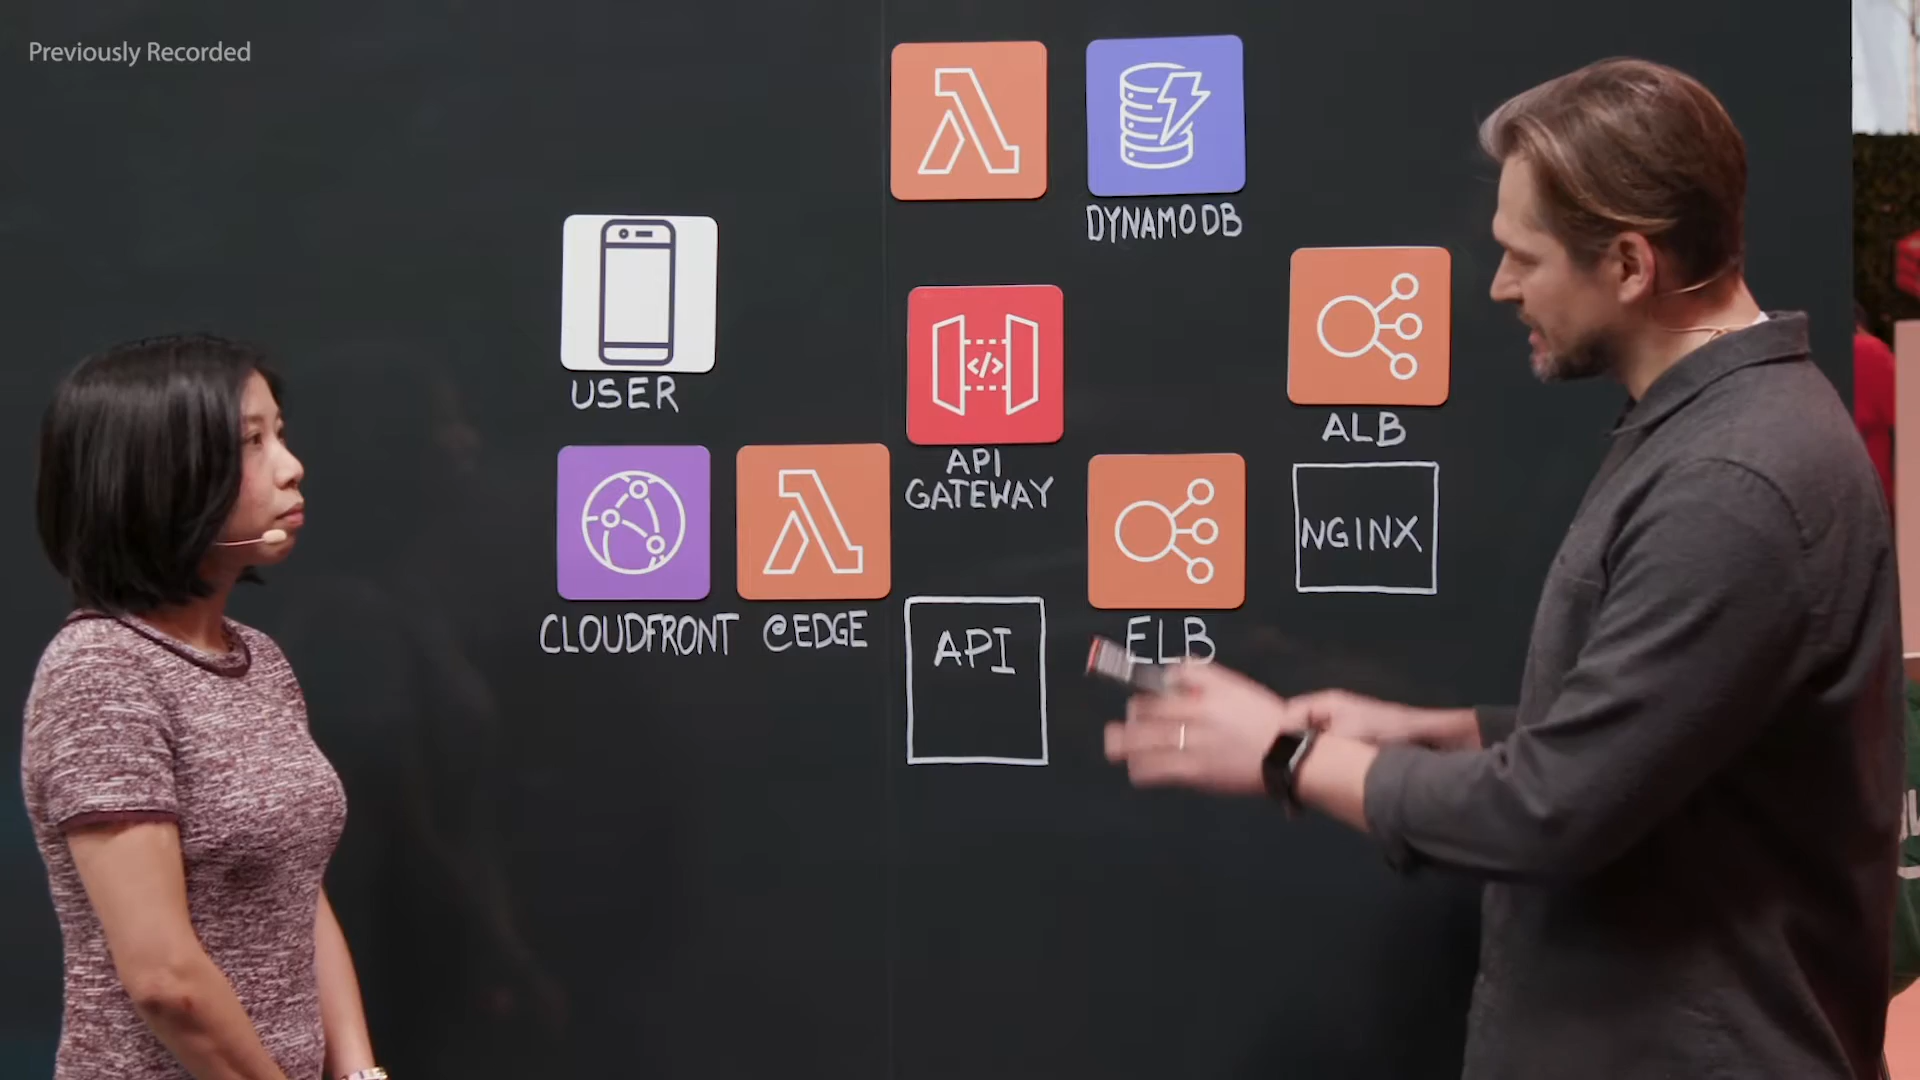 Previously Recorded
DYNAMODB
USER
ALB
API
GATEWAY
</>
NGINX
CLOUDFRONT
@EDGE
API
ELB